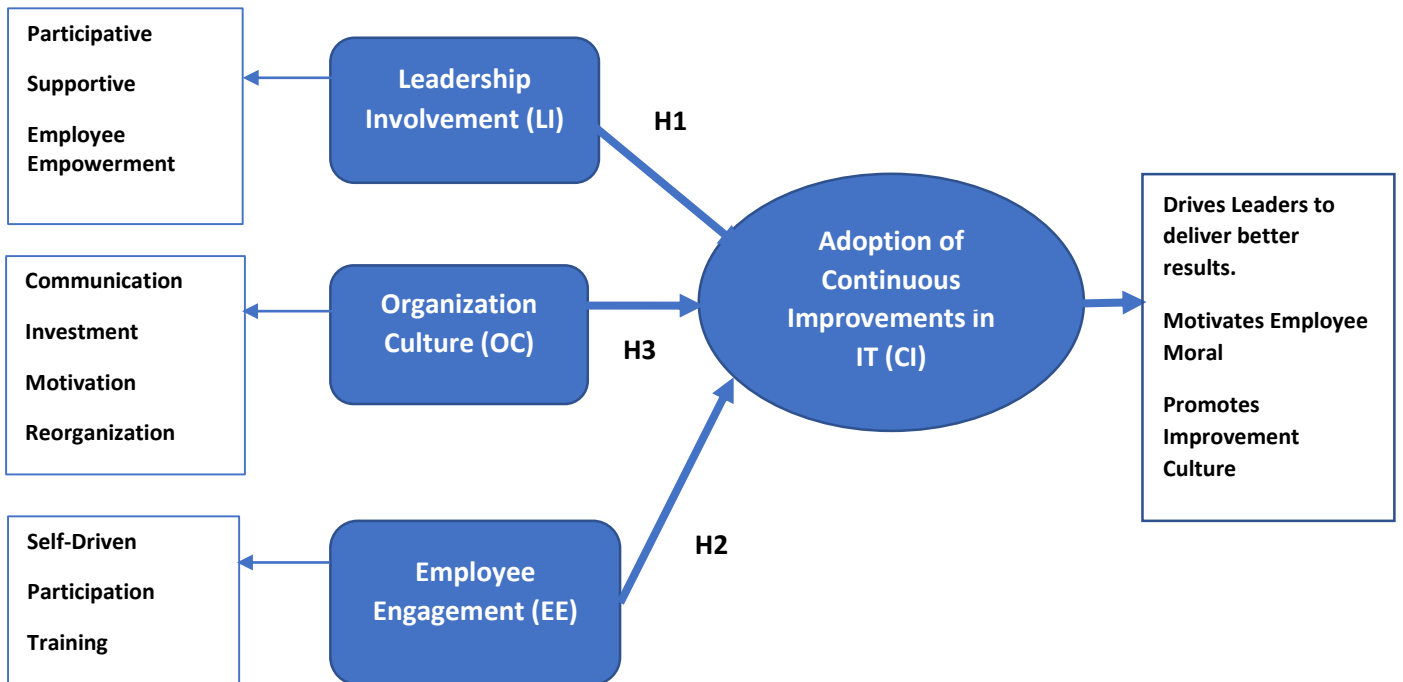 Participative
Supportive
Employee
Empowerment
Leadership
Involvement (LI)
H1
Communication
Investment
Motivation
Reorganization
Organization
Culture (OC)
H3
Self-Driven
Participation
Training
Employee
Engagement (EE)
H2
Adoption of
Continuous
Improvements in
IT (CI)
Drives Leaders to
deliver better
results.
Motivates Employee
Moral
Promotes
Improvement
Culture